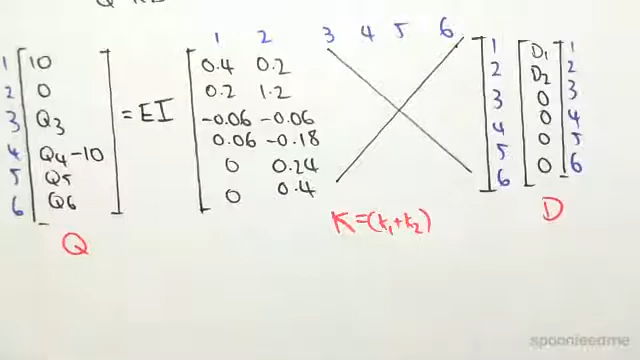 1 2 3 4 5 6
1 10 0.4 0.2 1 D1 1
2 0 0.2 1.2 2 D2 2
3 Q3 = EI -0.06 -0.06 3 0 3
4 Q4-10 0.06 -0.18 4 0 4
5 Q5 0 0.24 5 0 5
6 Q6 0 0.4 6 0 6
Q K=(k1+k2) D
spoonfeedme